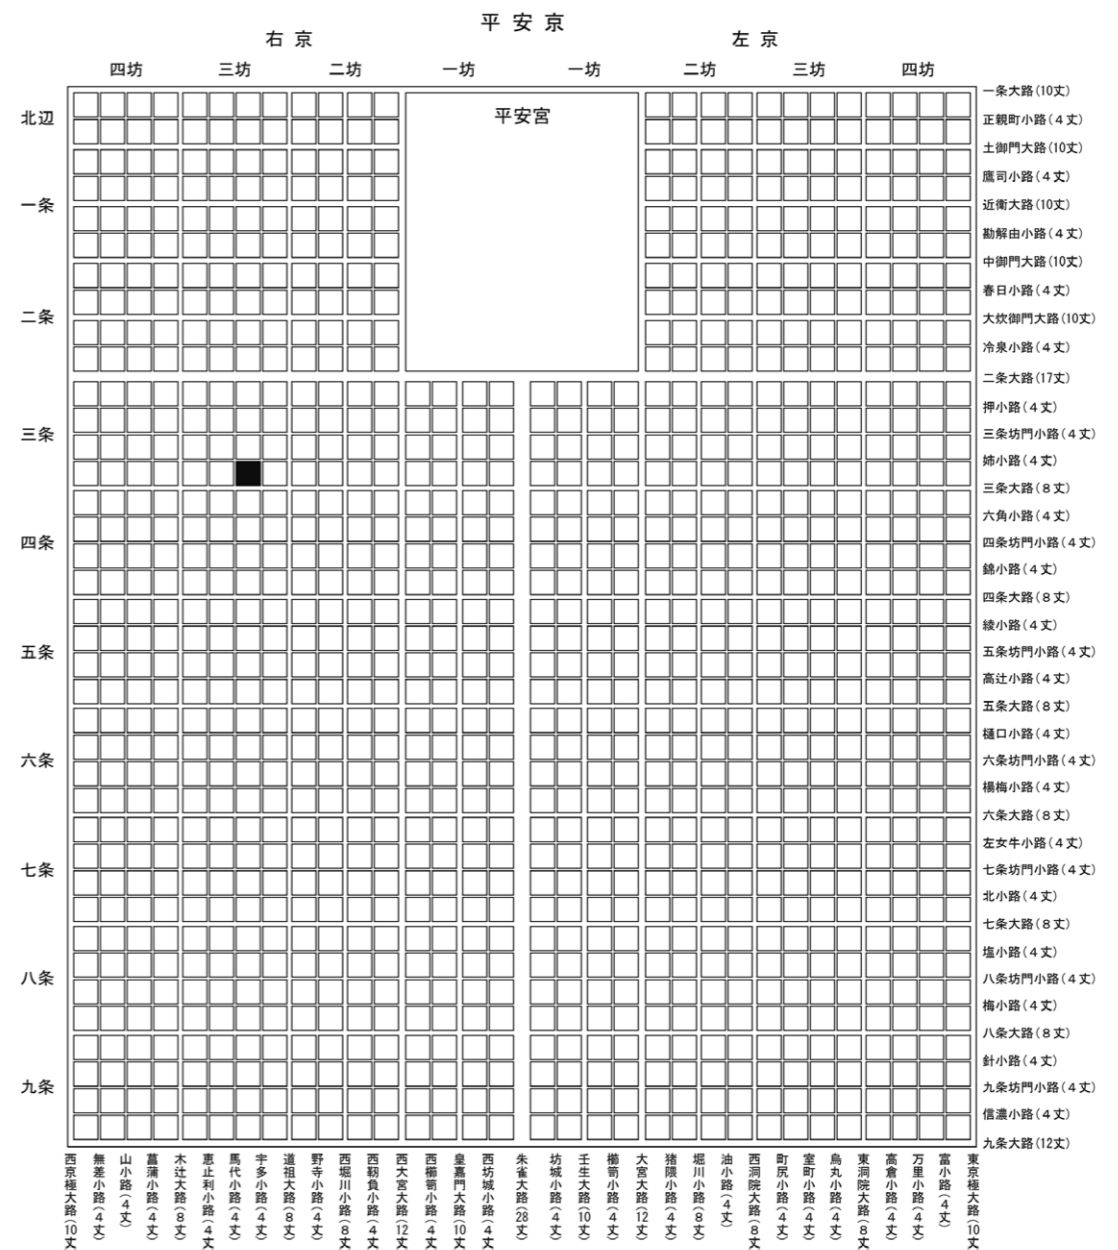 平安京
右京
左京
四坊
三坊
二坊
一坊
一坊
二坊
三坊
四坊
平安宮
北辺
一条
二条
三条
四条
五条
六条
七条
八条
九条
一条大路(10丈)
正親町小路(4丈)
土御門大路(10丈)
鷹司小路(4丈)
近衛大路(10丈)
勘解由小路(4丈)
中御門大路(10丈)
春日小路(4丈)
大炊御門大路(10丈)
冷泉小路(4丈)
二条大路(17丈)
押小路(4丈)
三条坊門小路(4丈)
姉小路(4丈)
三条大路(8丈)
六角小路(4丈)
四条坊門小路(4丈)
錦小路(4丈)
四条大路(8丈)
綾小路(4丈)
五条坊門小路(4丈)
高辻小路(4丈)
五条大路(8丈)
樋口小路(4丈)
六条坊門小路(4丈)
楊梅小路(4丈)
六条大路(8丈)
左女牛小路(4丈)
七条坊門小路(4丈)
北小路(4丈)
七条大路(8丈)
塩小路(4丈)
八条坊門小路(4丈)
梅小路(4丈)
八条大路(8丈)
針小路(4丈)
九条坊門小路(4丈)
信濃小路(4丈)
九条大路(12丈)
西京極大路(10丈
無差小路(4丈)
山小路(4丈)
菖蒲小路(4丈)
木辻大路(8丈)
恵止利小路(4丈
馬代小路(4丈)
宇多小路(4丈)
道祖大路(8丈)
野寺小路(4丈)
西堀川小路(8丈
西靭負小路(4丈
西大宮大路(12丈
西櫛笥小路(4丈
皇嘉門大路(10丈
西坊城小路(4丈
朱雀大路(28丈)
坊城小路(4丈)
壬生大路(10丈)
櫛笥小路(4丈)
大宮大路(12丈
猪隈小路(4丈)
堀川小路(8丈)
油小路(4丈)
西洞院大路(8丈
町尻小路(4丈)
室町小路(4丈)
烏丸小路(4丈)
東洞院大路(8丈
高倉小路(4丈)
万里小路(4丈)
富小路(4丈)
東京極大路(10丈